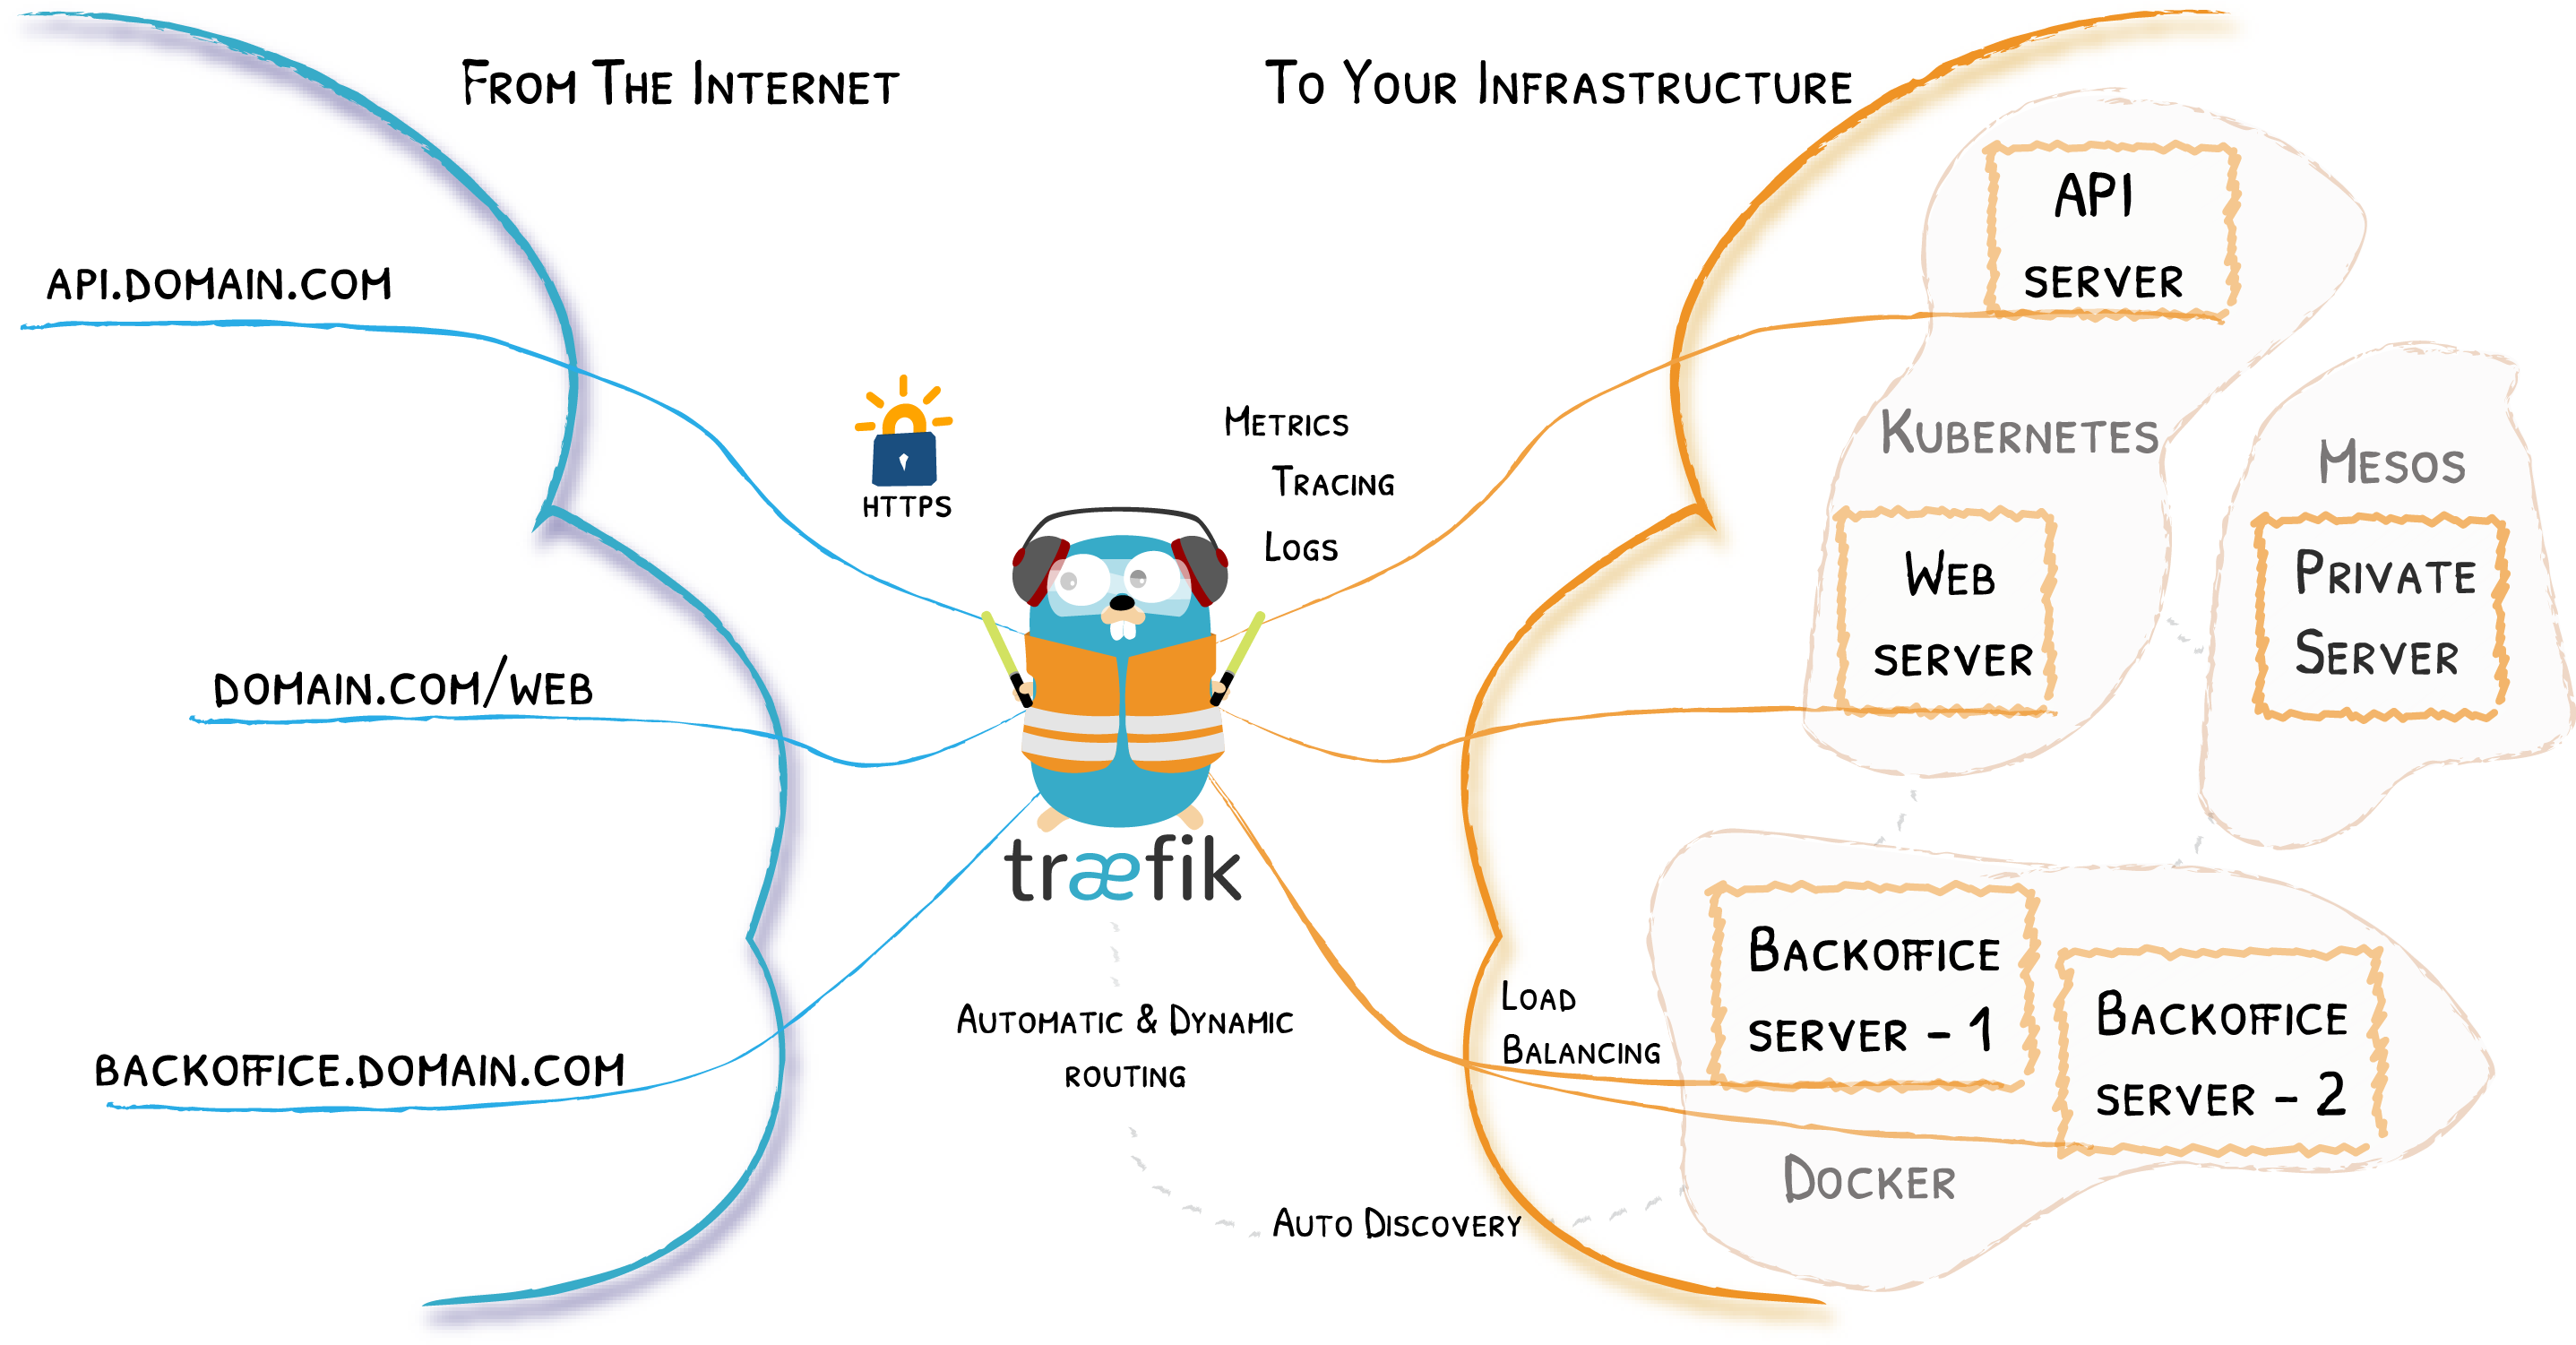 From The Internet
To Your Infrastructure
API
server
api.domain.com
HTTPS
Metrics
Tracing
Logs
Kubernetes
Mesos
Web
server
Private
Server
domain.com/web
træfik
Backoffice
server - 1
Backoffice
server - 2
Load
Balancing
Automatic & Dynamic
routing
backoffice.domain.com
Docker
Auto Discovery